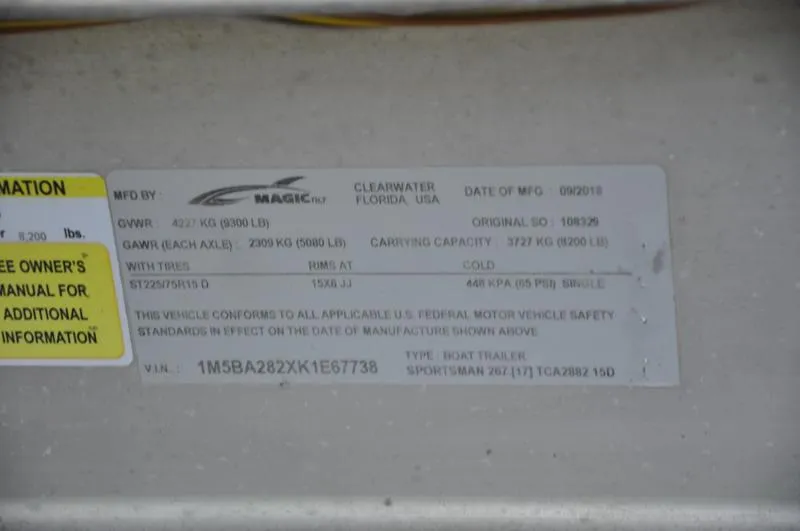 MATION
8,200 lbs.
EE OWNER'S
MANUAL FOR
ADDITIONAL
INFORMATION
MFD BY : MAGIC TILT CLEARWATER FLORIDA, USA DATE OF MFG : 09/2018
GVWR : 4227 KG (9300 LB) ORIGINAL SO : 108329
GAWR (EACH AXLE) : 2309 KG (5080 LB) CARRYING CAPACITY : 3727 KG (8200 LB)
WITH TIRES RIMS AT COLD
ST225/75R15 D 15X6 JJ 448 KPA (65 PSI) SINGLE
THIS VEHICLE CONFORMS TO ALL APPLICABLE U.S. FEDERAL MOTOR VEHICLE SAFETY
STANDARDS IN EFFECT ON THE DATE OF MANUFACTURE SHOWN ABOVE
V.I.N. : 1M5BA282XK1E67738 TYPE : BOAT TRAILER
SPORTSMAN 267 [17] TCA2882 15D